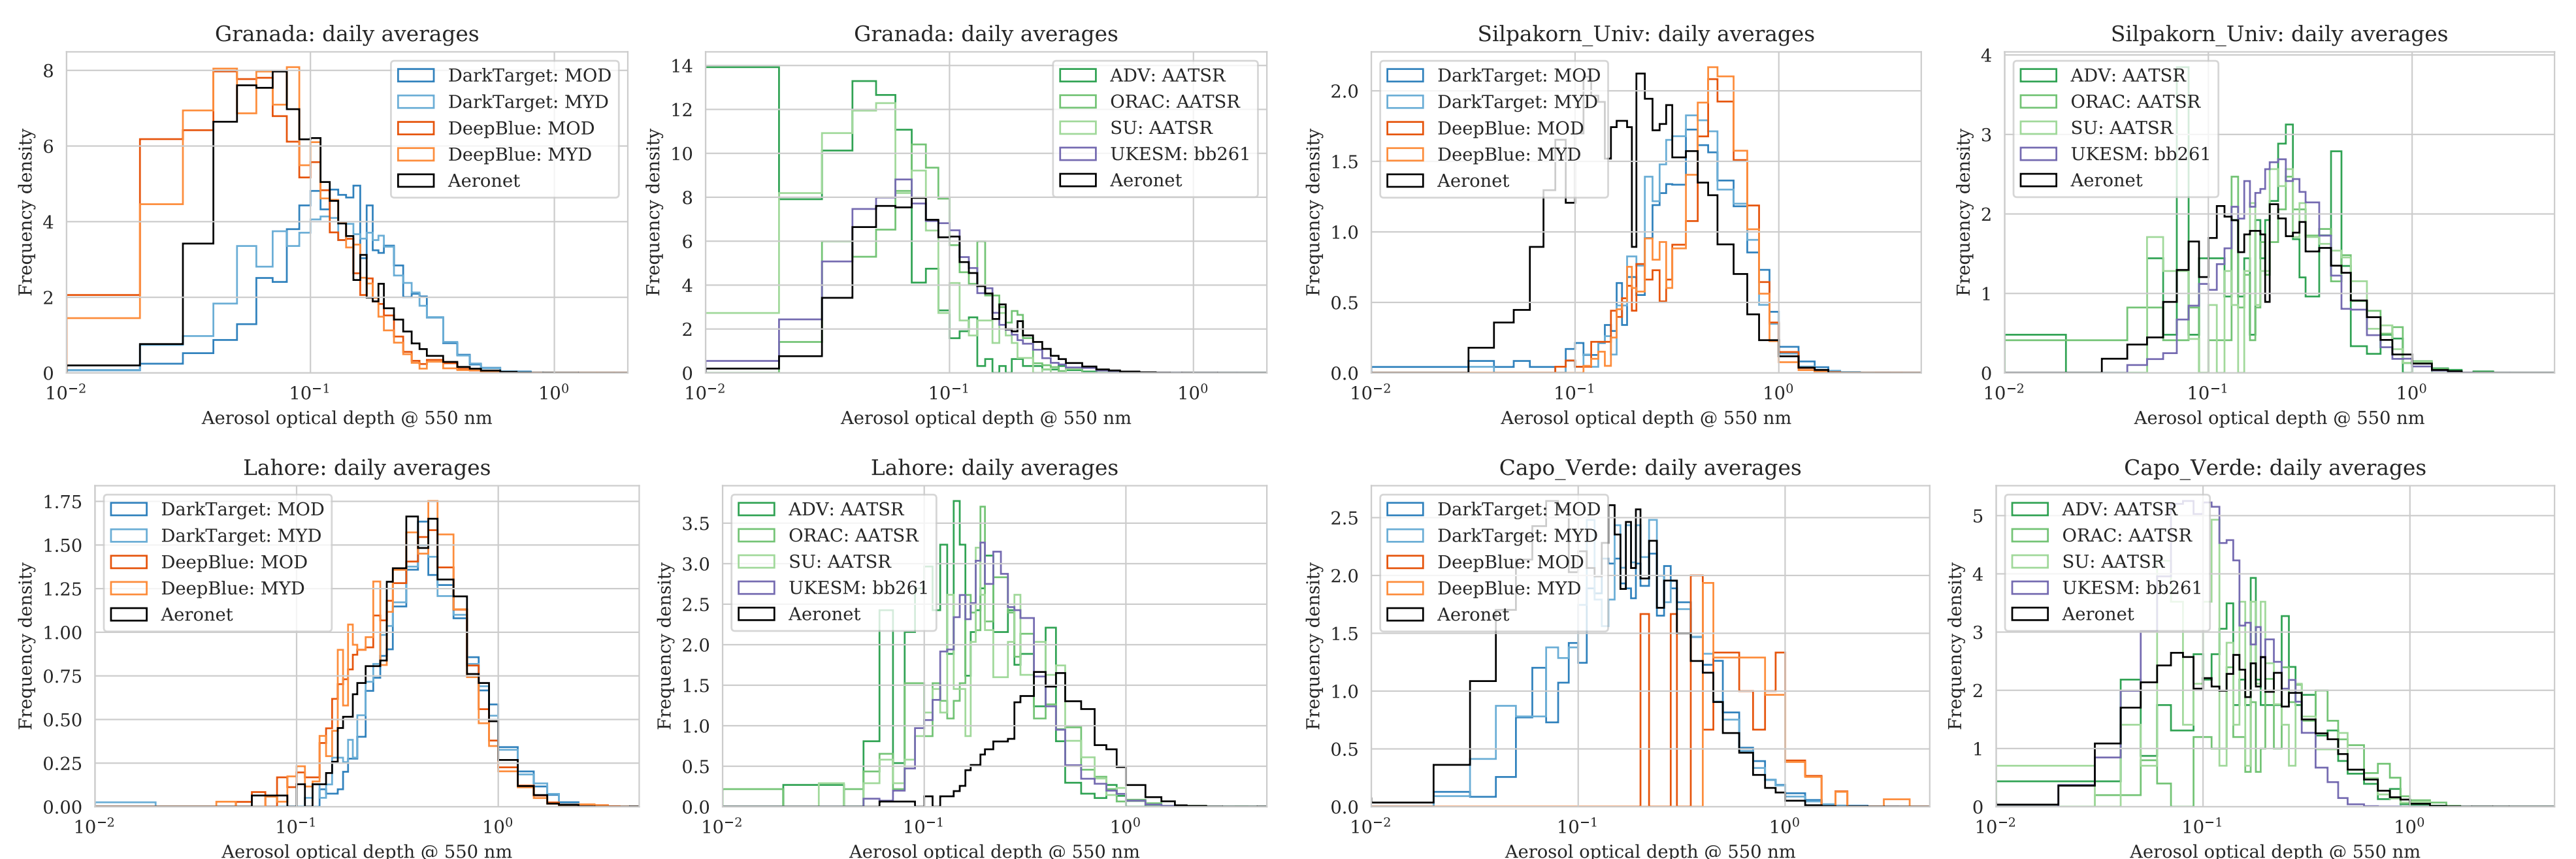 Granada: daily averages
Frequency density
8
6
4
2
0
10⁻²
10⁻¹
10⁰
Aerosol optical depth @ 550 nm
DarkTarget: MOD
DarkTarget: MYD
DeepBlue: MOD
DeepBlue: MYD
Aeronet
Granada: daily averages
Frequency density
14
12
10
8
6
4
2
0
10⁻²
10⁻¹
10⁰
Aerosol optical depth @ 550 nm
ADV: AATSR
ORAC: AATSR
SU: AATSR
UKESM: bb261
Aeronet
Silpakorn_Univ: daily averages
Frequency density
2.0
1.5
1.0
0.5
0.0
10⁻²
10⁻¹
10⁰
Aerosol optical depth @ 550 nm
DarkTarget: MOD
DarkTarget: MYD
DeepBlue: MOD
DeepBlue: MYD
Aeronet
Silpakorn_Univ: daily averages
Frequency density
4
3
2
1
0
10⁻²
10⁻¹
10⁰
Aerosol optical depth @ 550 nm
ADV: AATSR
ORAC: AATSR
SU: AATSR
UKESM: bb261
Aeronet
Lahore: daily averages
Frequency density
1.75
1.50
1.25
1.00
0.75
0.50
0.25
0.00
10⁻²
10⁻¹
10⁰
Aerosol optical depth @ 550 nm
DarkTarget: MOD
DarkTarget: MYD
DeepBlue: MOD
DeepBlue: MYD
Aeronet
Lahore: daily averages
Frequency density
3.5
3.0
2.5
2.0
1.5
1.0
0.5
0.0
10⁻²
10⁻¹
10⁰
Aerosol optical depth @ 550 nm
ADV: AATSR
ORAC: AATSR
SU: AATSR
UKESM: bb261
Aeronet
Capo_Verde: daily averages
Frequency density
2.5
2.0
1.5
1.0
0.5
0.0
10⁻²
10⁻¹
10⁰
Aerosol optical depth @ 550 nm
DarkTarget: MOD
DarkTarget: MYD
DeepBlue: MOD
DeepBlue: MYD
Aeronet
Capo_Verde: daily averages
Frequency density
5
4
3
2
1
0
10⁻²
10⁻¹
10⁰
Aerosol optical depth @ 550 nm
ADV: AATSR
ORAC: AATSR
SU: AATSR
UKESM: bb261
Aeronet